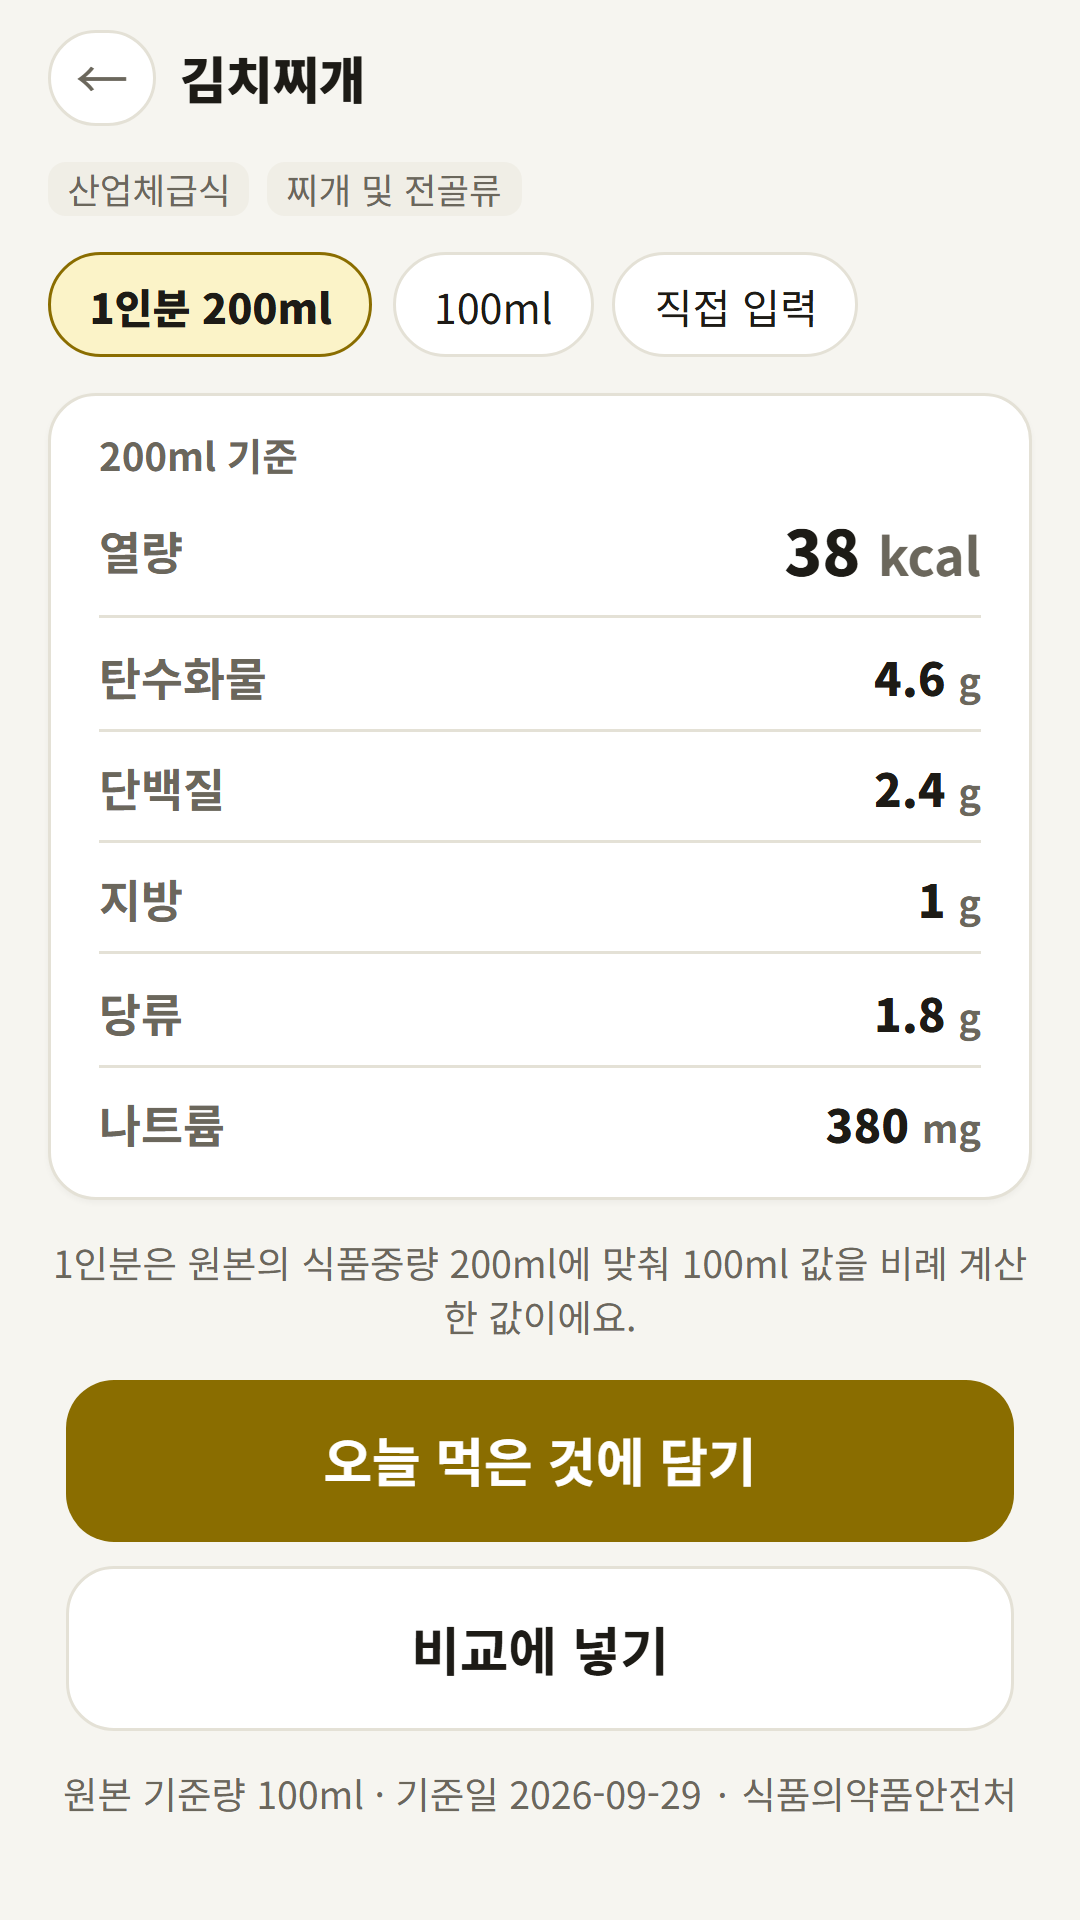 ← 김치찌개
산업체급식 찌개 및 전골류
1인분 200ml 100ml 직접 입력
200ml 기준
열량 38 kcal
탄수화물 4.6 g
단백질 2.4 g
지방 1 g
당류 1.8 g
나트륨 380 mg
1인분은 원본의 식품중량 200ml에 맞춰 100ml 값을 비례 계산
한 값이에요.
오늘 먹은 것에 담기
비교에 넣기
원본 기준량 100ml · 기준일 2026-09-29 · 식품의약품안전처